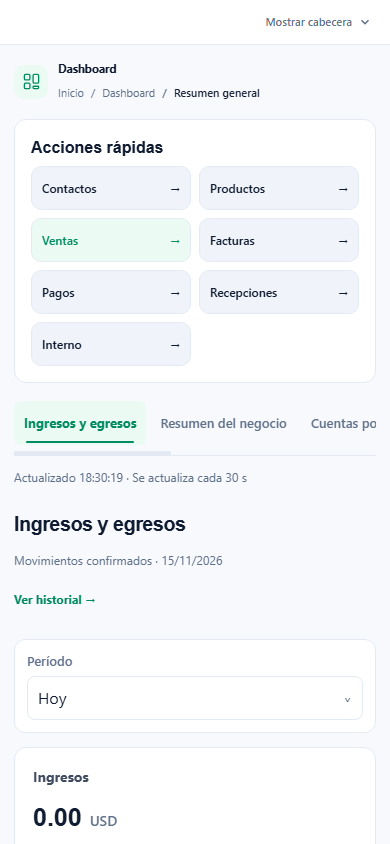 Mostrar cabecera
Dashboard
Inicio / Dashboard / Resumen general
Acciones rápidas
Contactos → Productos →
Ventas → Facturas →
Pagos → Recepciones →
Interno →
Ingresos y egresos Resumen del negocio Cuentas po
Actualizado 18:30:19 · Se actualiza cada 30 s
Ingresos y egresos
Movimientos confirmados · 15/11/2026
Ver historial →
Período
Hoy
Ingresos
0.00 USD